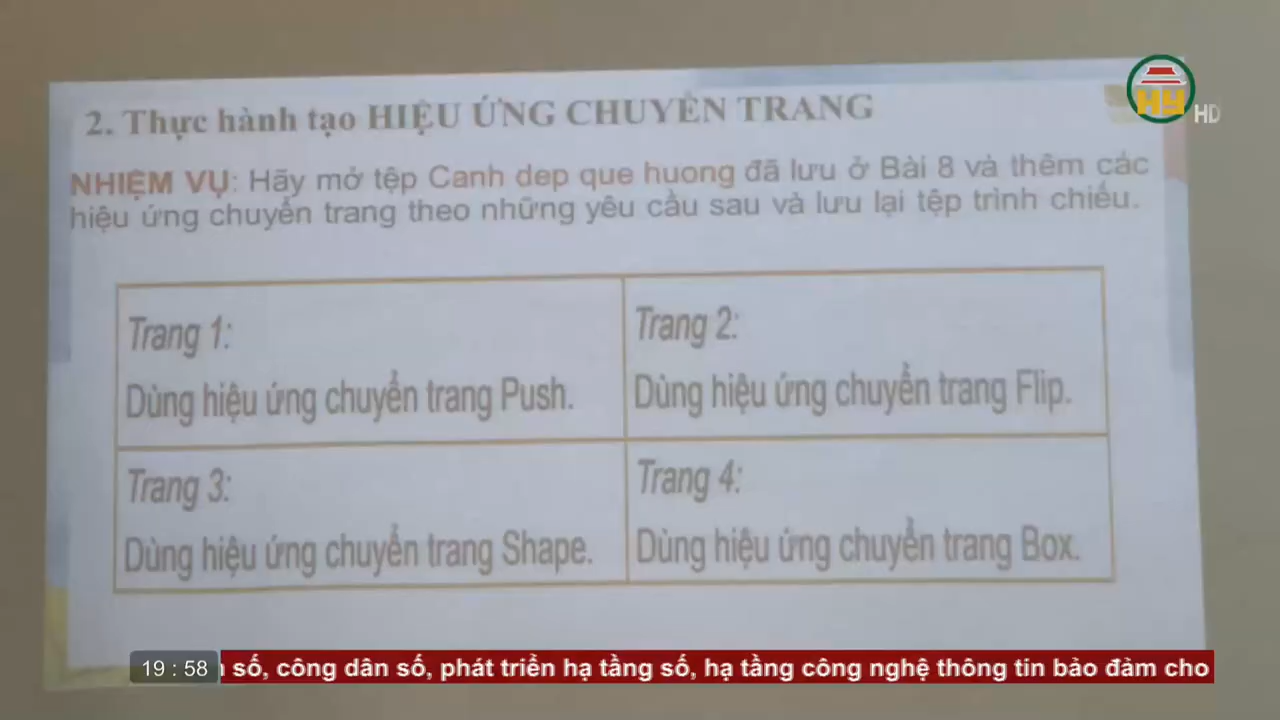 HY HD
2. Thực hành tạo HIỆU ỨNG CHUYỂN TRANG
NHIỆM VỤ: Hãy mở tệp Canh dep que huong đã lưu ở Bài 8 và thêm các
hiệu ứng chuyển trang theo những yêu cầu sau và lưu lại tệp trình chiếu.
Trang 1:
Dùng hiệu ứng chuyển trang Push.
Trang 2:
Dùng hiệu ứng chuyển trang Flip.
Trang 3:
Dùng hiệu ứng chuyển trang Shape.
Trang 4:
Dùng hiệu ứng chuyển trang Box.
19 : 58 số, công dân số, phát triển hạ tầng số, hạ tầng công nghệ thông tin bảo đảm cho